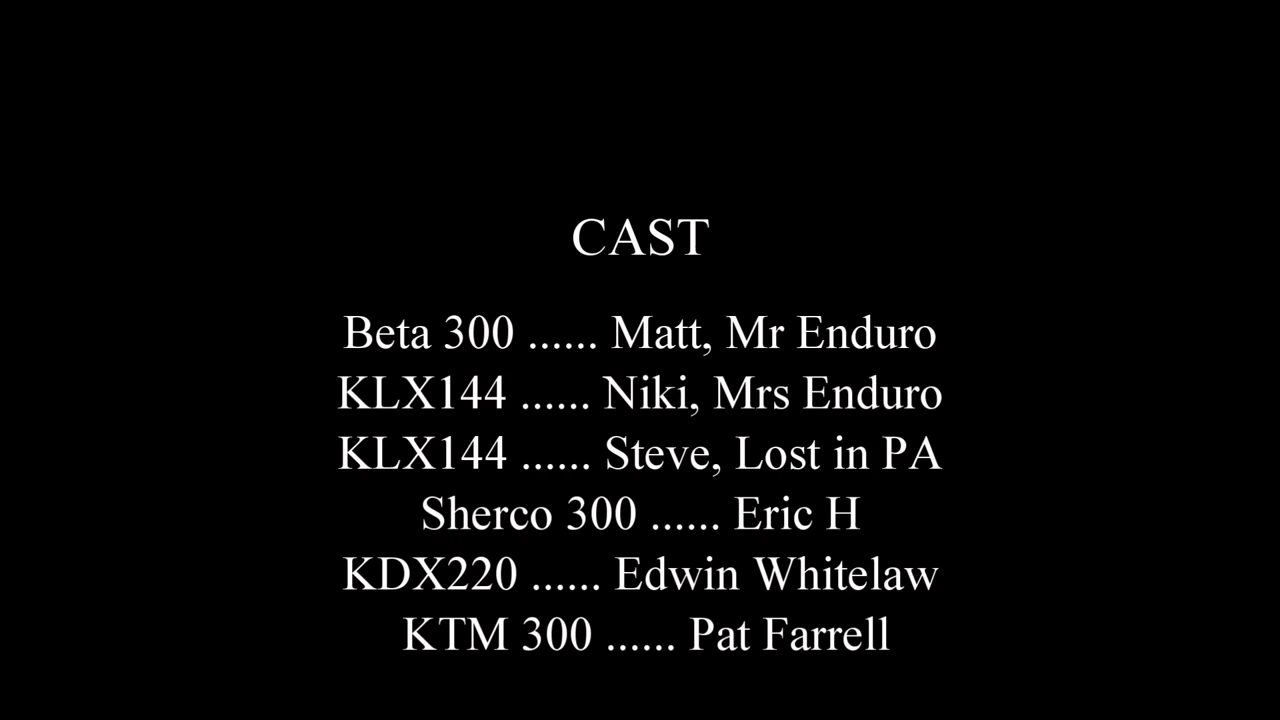 CAST
Beta 300 ...... Matt, Mr Enduro
KLX144 ...... Niki, Mrs Enduro
KLX144 ...... Steve, Lost in PA
Sherco 300 ...... Eric H
KDX220 ...... Edwin Whitelaw
KTM 300 ...... Pat Farrell